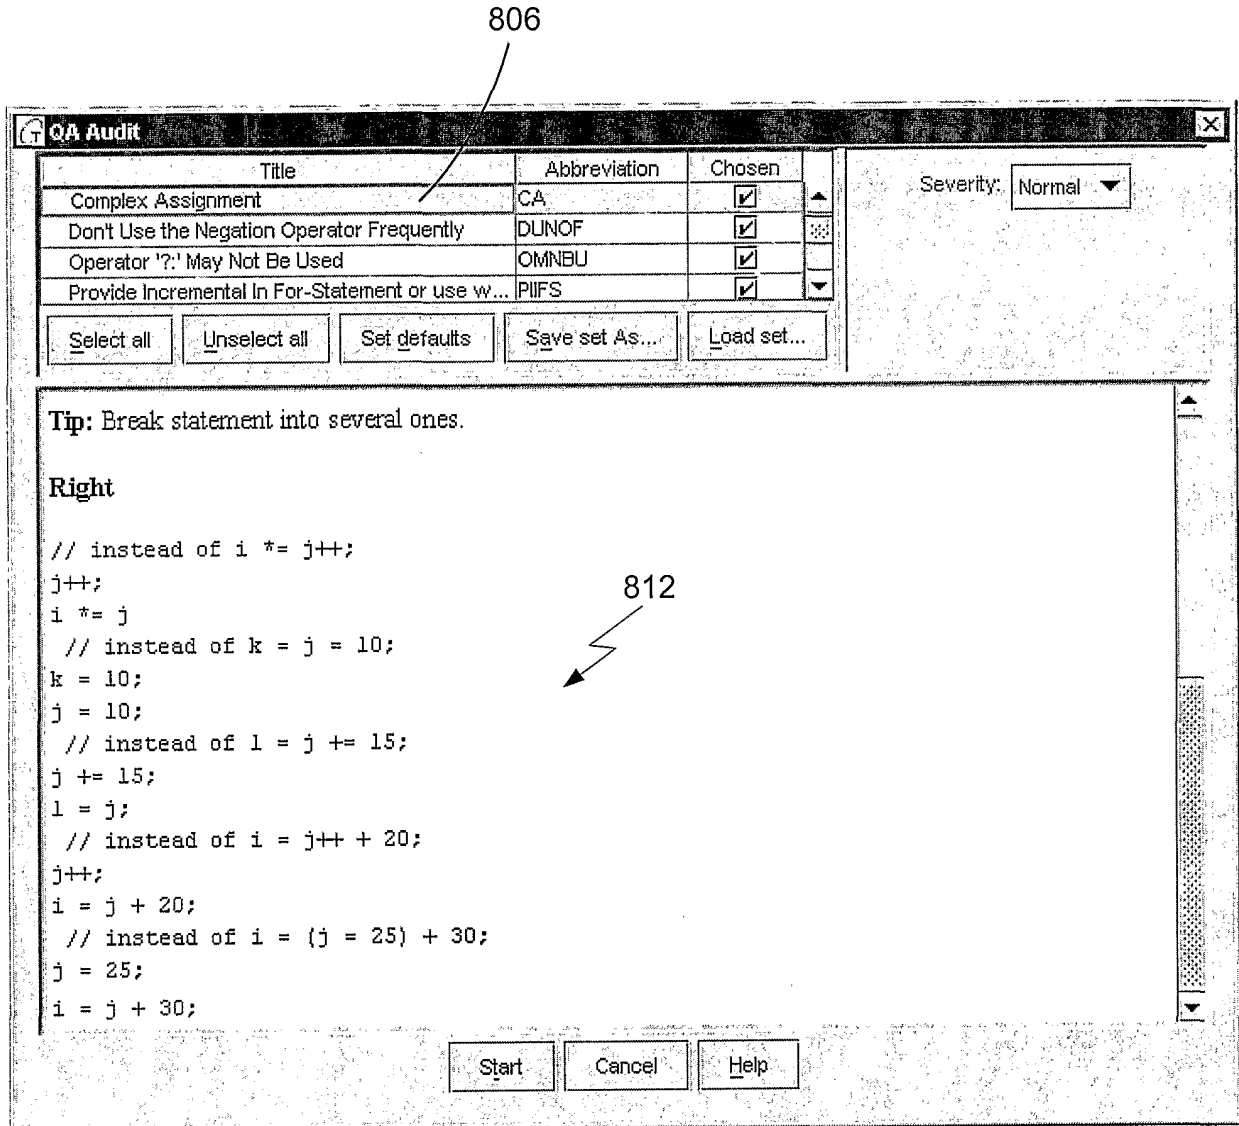 806
QA Audit
Title Abbreviation Chosen
Complex Assignment CA
Don't Use the Negation Operator Frequently DUNOF
Operator '?:' May Not Be Used OMNBU
Provide Incremental In For-Statement or use w... PIIFS
Severity: Normal
Select all Unselect all Set defaults Save set As... Load set...
Tip: Break statement into several ones.
Right
// instead of i *= j++;
j++;
i *= j
// instead of k = j = 10;
k = 10;
j = 10;
// instead of l = j += 15;
j += 15;
l = j;
// instead of i = j++ + 20;
j++;
i = j + 20;
// instead of i = (j = 25) + 30;
j = 25;
i = j + 30;
812
Start Cancel Help